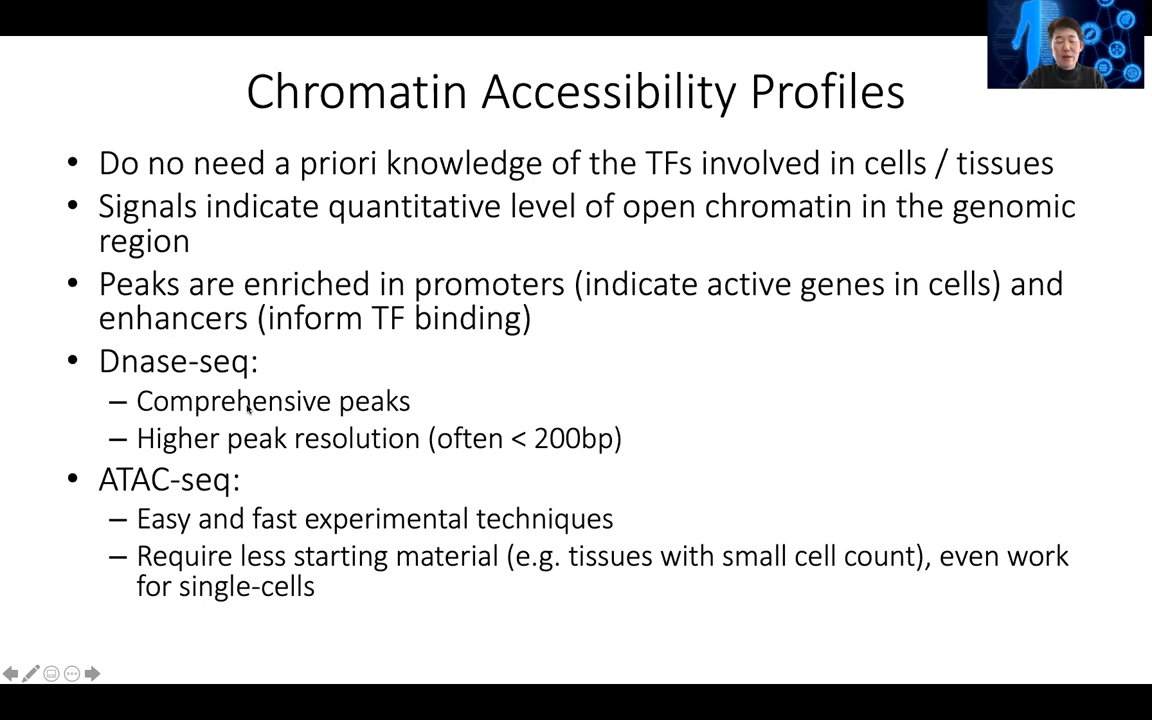 Chromatin Accessibility Profiles
• Do no need a priori knowledge of the TFs involved in cells / tissues
• Signals indicate quantitative level of open chromatin in the genomic
region
• Peaks are enriched in promoters (indicate active genes in cells) and
enhancers (inform TF binding)
• Dnase-seq:
– Comprehensive peaks
– Higher peak resolution (often < 200bp)
• ATAC-seq:
– Easy and fast experimental techniques
– Require less starting material (e.g. tissues with small cell count), even work
for single-cells